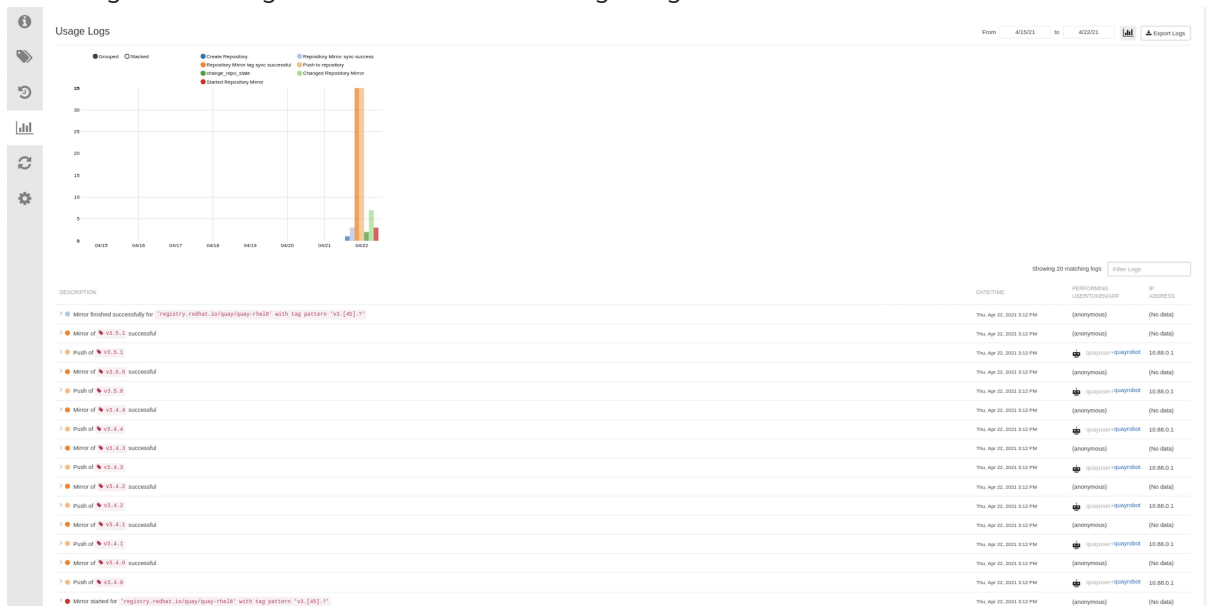 Usage Logs
From 4/15/21 to 4/22/21 Export Logs
Grouped Stacked
Create Repository Repository Mirror sync success
Repository Mirror tag sync successful Push to repository
change_repo_state Changed Repository Mirror
Started Repository Mirror
35
30
25
20
15
10
5
0
04/15 04/16 04/17 04/18 04/19 04/20 04/21 04/22
Showing 20 matching logs Filter Logs
DESCRIPTION DATE/TIME PERFORMING USER/TOKEN/APP IP ADDRESS
Mirror finished successfully for 'registry.redhat.io/quay/quay-rhel8' with tag pattern 'v3.[45].?' Thu, Apr 22, 2021 3:12 PM (anonymous) (No data)
Mirror of v3.5.1 successful Thu, Apr 22, 2021 3:12 PM (anonymous) (No data)
Push of v3.5.1 Thu, Apr 22, 2021 3:12 PM quayuser+quayrobot 10.88.0.1
Mirror of v3.5.0 successful Thu, Apr 22, 2021 3:12 PM (anonymous) (No data)
Push of v3.5.0 Thu, Apr 22, 2021 3:12 PM quayuser+quayrobot 10.88.0.1
Mirror of v3.4.4 successful Thu, Apr 22, 2021 3:12 PM (anonymous) (No data)
Push of v3.4.4 Thu, Apr 22, 2021 3:12 PM quayuser+quayrobot 10.88.0.1
Mirror of v3.4.3 successful Thu, Apr 22, 2021 3:12 PM (anonymous) (No data)
Push of v3.4.3 Thu, Apr 22, 2021 3:12 PM quayuser+quayrobot 10.88.0.1
Mirror of v3.4.2 successful Thu, Apr 22, 2021 3:12 PM (anonymous) (No data)
Push of v3.4.2 Thu, Apr 22, 2021 3:12 PM quayuser+quayrobot 10.88.0.1
Mirror of v3.4.1 successful Thu, Apr 22, 2021 3:12 PM (anonymous) (No data)
Push of v3.4.1 Thu, Apr 22, 2021 3:12 PM quayuser+quayrobot 10.88.0.1
Mirror of v3.4.0 successful Thu, Apr 22, 2021 3:12 PM (anonymous) (No data)
Push of v3.4.0 Thu, Apr 22, 2021 3:12 PM quayuser+quayrobot 10.88.0.1
Mirror started for 'registry.redhat.io/quay/quay-rhel8' with tag pattern 'v3.[45].?' Thu, Apr 22, 2021 3:12 PM (anonymous) (No data)